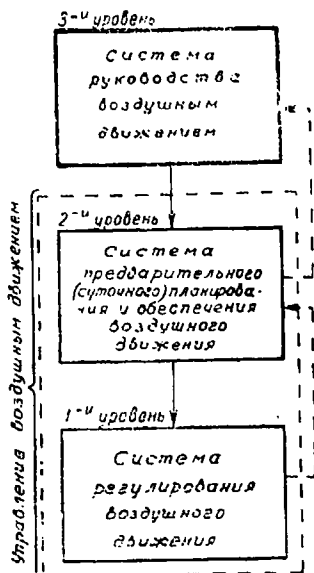 3-й уровень
Система
руководства
воздушным
движением
2-й уровень
Система
предварительного
(суточного) планирова-
ния и обеспечения
воздушного
движения
1-й уровень
Система
регулирования
воздушного
движения
Управление воздушным движением